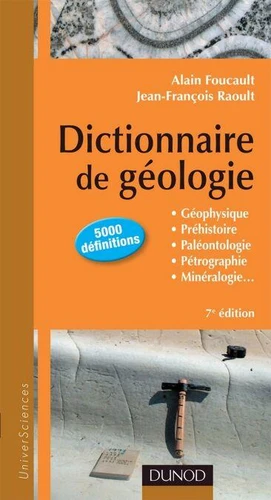 Alain Foucault
Jean-François Raoult
Dictionnaire
de géologie
5000
définitions
• Géophysique
• Préhistoire
• Paléontologie
• Pétrographie
• Minéralogie...
7e édition
UniverSciences
DUNOD